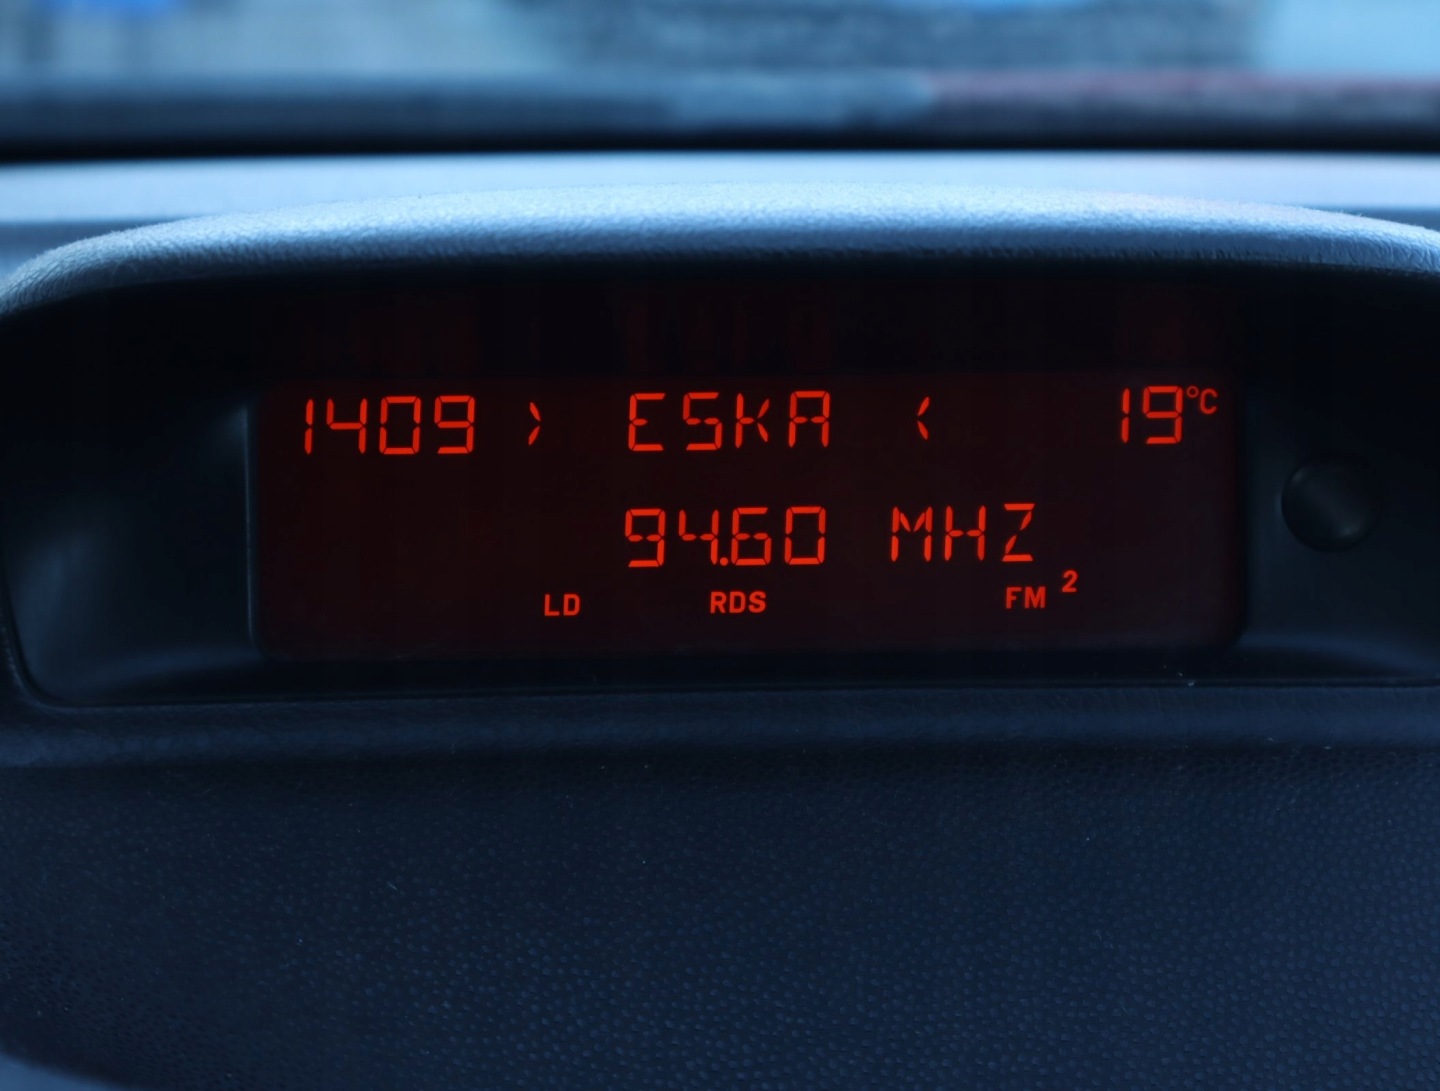 1409 > ESKA < 19°C
94.60 MHZ
LD RDS FM 2